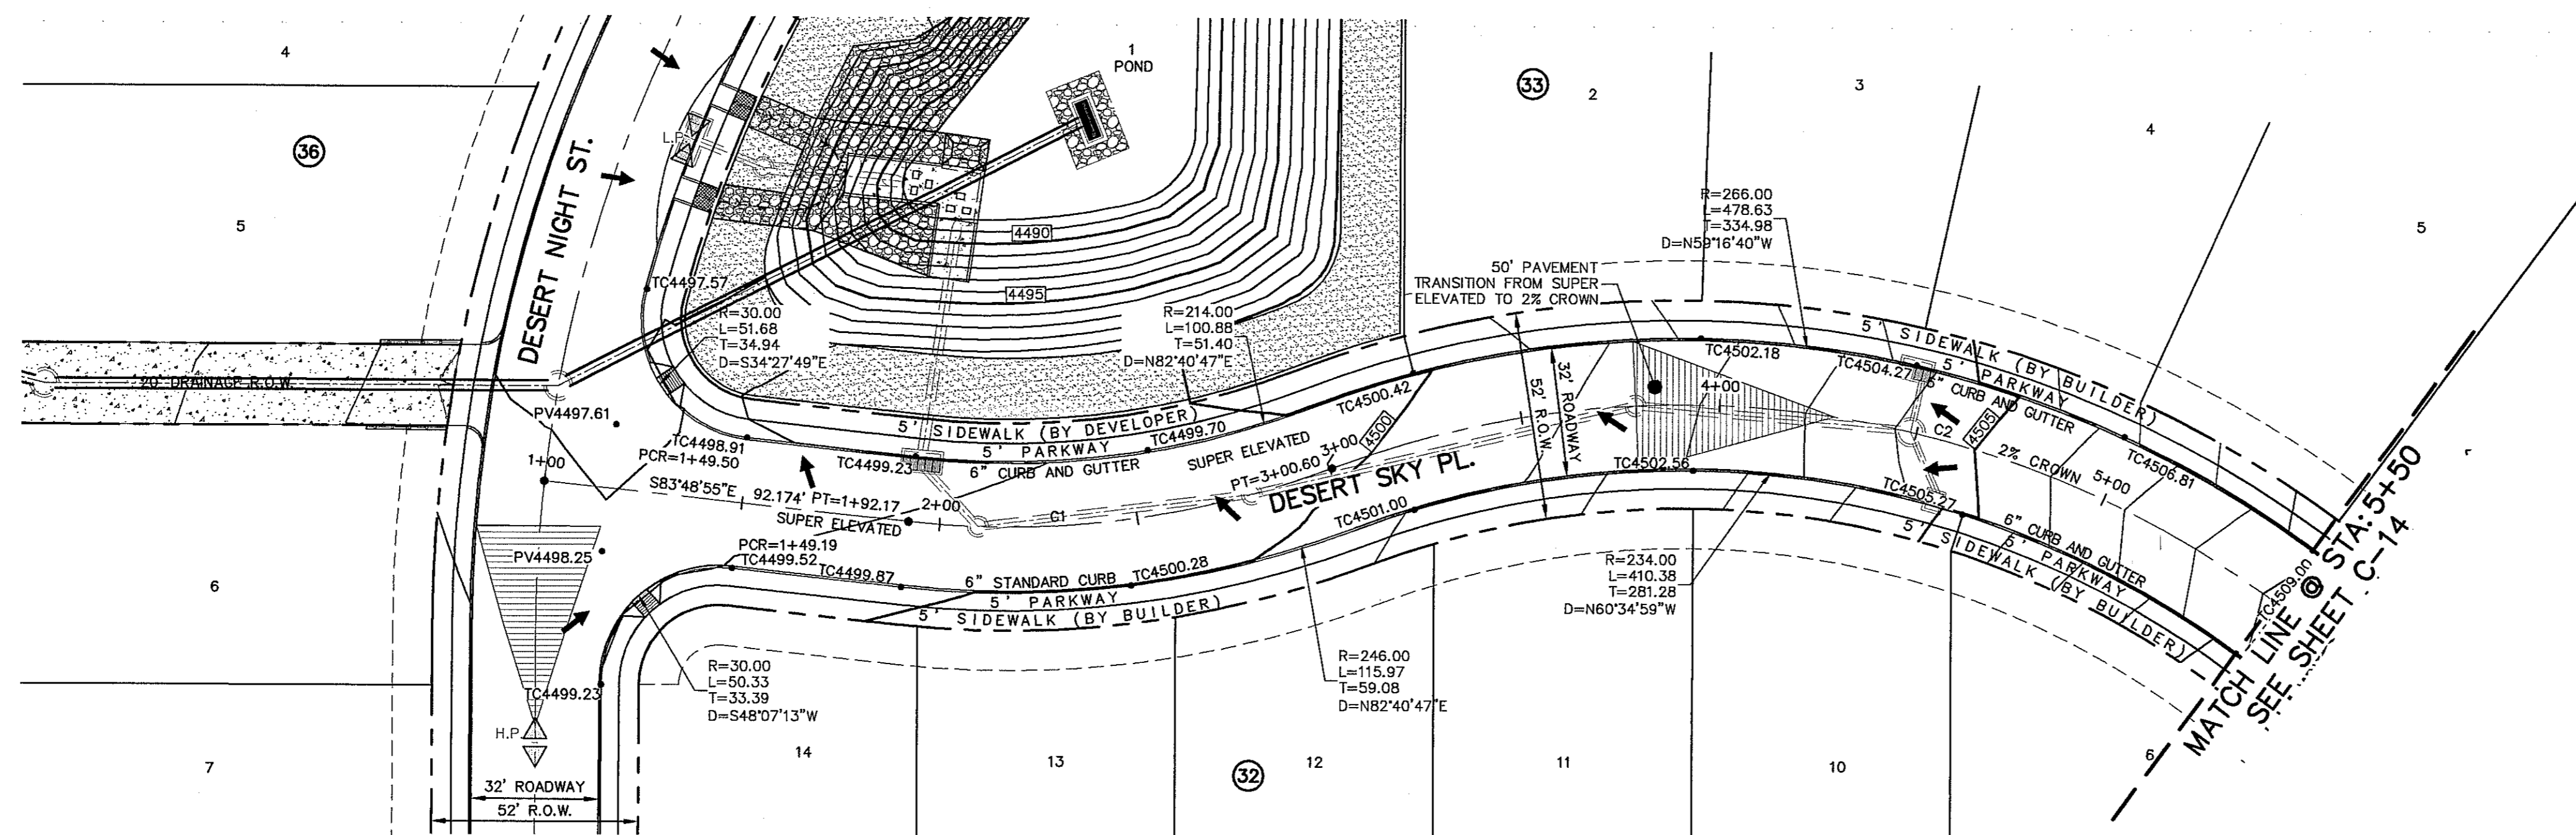 4
36
5
6
7
DESERT NIGHT ST.
L.P.
1
POND
33
2
3
4
5
4490
4495
TC4497.57
R=30.00
L=51.68
T=34.94
D=S34°27'49"E
R=214.00
L=100.88
T=51.40
D=N82°40'47"E
R=266.00
L=478.63
T=334.98
D=N59°16'40"W
50' PAVEMENT
TRANSITION FROM SUPER
ELEVATED TO 2% CROWN
20' DRAINAGE R.O.W.
PV4497.61
TC4498.91
PCR=1+49.50
1+00
S83°48'55"E
92.174'
PT=1+92.17
2+00
SUPER ELEVATED
TC4499.23
5' SIDEWALK (BY DEVELOPER)
5' PARKWAY
6" CURB AND GUTTER
TC4499.70
TC4500.42
SUPER ELEVATED
PT=3+00.60
3+00
4500
C1
DESERT SKY PL.
32' ROADWAY
52' R.O.W.
TC4502.18
4+00
TC4504.27
5' SIDEWALK (BY BUILDER)
5' PARKWAY
6" CURB AND GUTTER
C2
4505
2% CROWN
5+00
TC4506.81
TC4502.56
TC4505.27
6" CURB AND GUTTER
5' PARKWAY
5' SIDEWALK (BY BUILDER)
TC4509.00
MATCH LINE @ STA:5+50
SEE SHEET C-14
PV4498.25
PCR=1+49.19
TC4499.52
TC4499.87
6" STANDARD CURB
TC4500.28
TC4501.00
5' PARKWAY
5' SIDEWALK (BY BUILDER)
R=234.00
L=410.38
T=281.28
D=N60°34'59"W
R=246.00
L=115.97
T=59.08
D=N82°40'47"E
R=30.00
L=50.33
T=33.39
D=S48°07'13"W
TC4499.23
H.P.
32' ROADWAY
52' R.O.W.
14
13
32
12
11
10
6